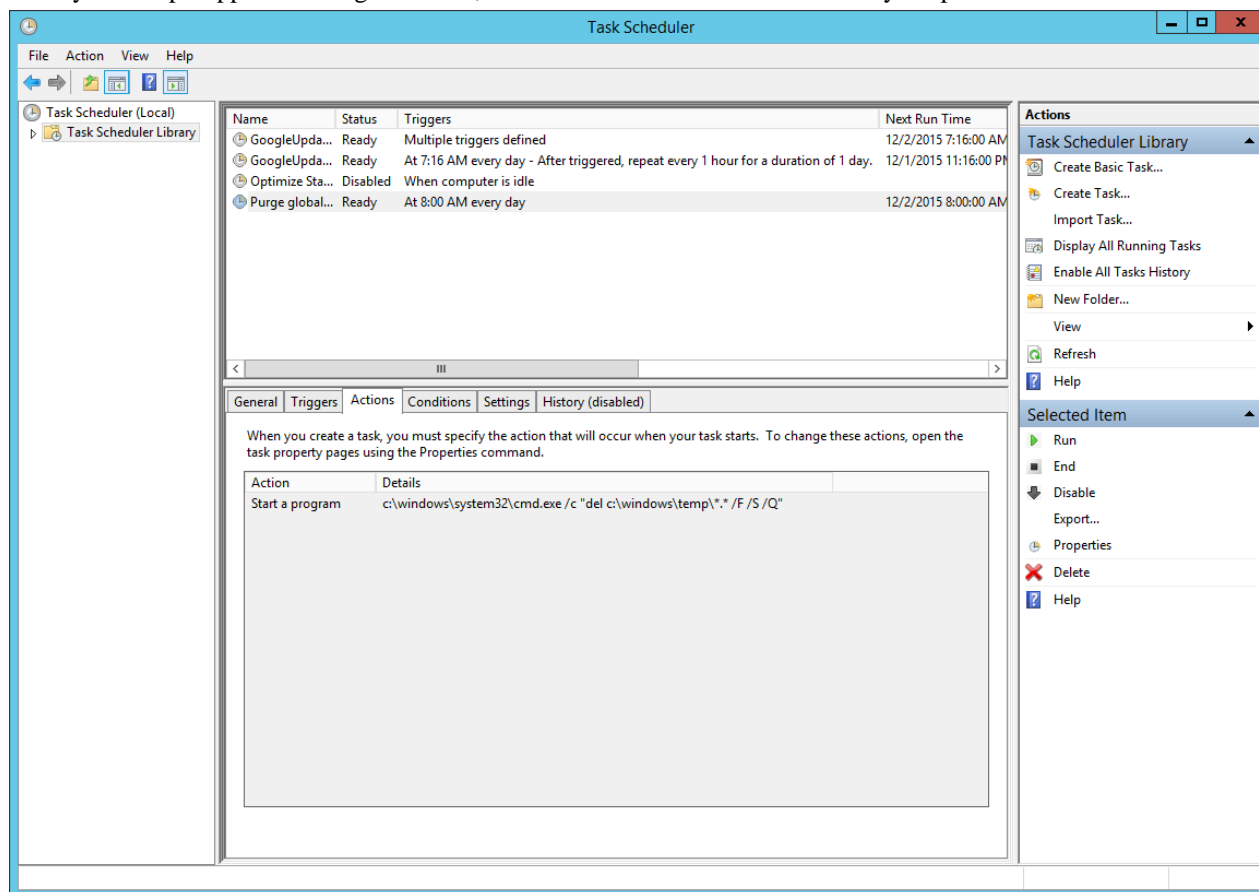 Task Scheduler
File Action View Help
Task Scheduler (Local)
Task Scheduler Library
Name Status Triggers Next Run Time
GoogleUpda... Ready Multiple triggers defined 12/2/2015 7:16:00 AM
GoogleUpda... Ready At 7:16 AM every day - After triggered, repeat every 1 hour for a duration of 1 day. 12/1/2015 11:16:00 PM
Optimize Sta... Disabled When computer is idle
Purge global... Ready At 8:00 AM every day 12/2/2015 8:00:00 AM
General Triggers Actions Conditions Settings History (disabled)
When you create a task, you must specify the action that will occur when your task starts. To change these actions, open the
task property pages using the Properties command.
Action Details
Start a program c:\windows\system32\cmd.exe /c "del c:\windows\temp\*.* /F /S /Q"
Actions
Task Scheduler Library
Create Basic Task...
Create Task...
Import Task...
Display All Running Tasks
Enable All Tasks History
New Folder...
View
Refresh
Help
Selected Item
Run
End
Disable
Export...
Properties
Delete
Help